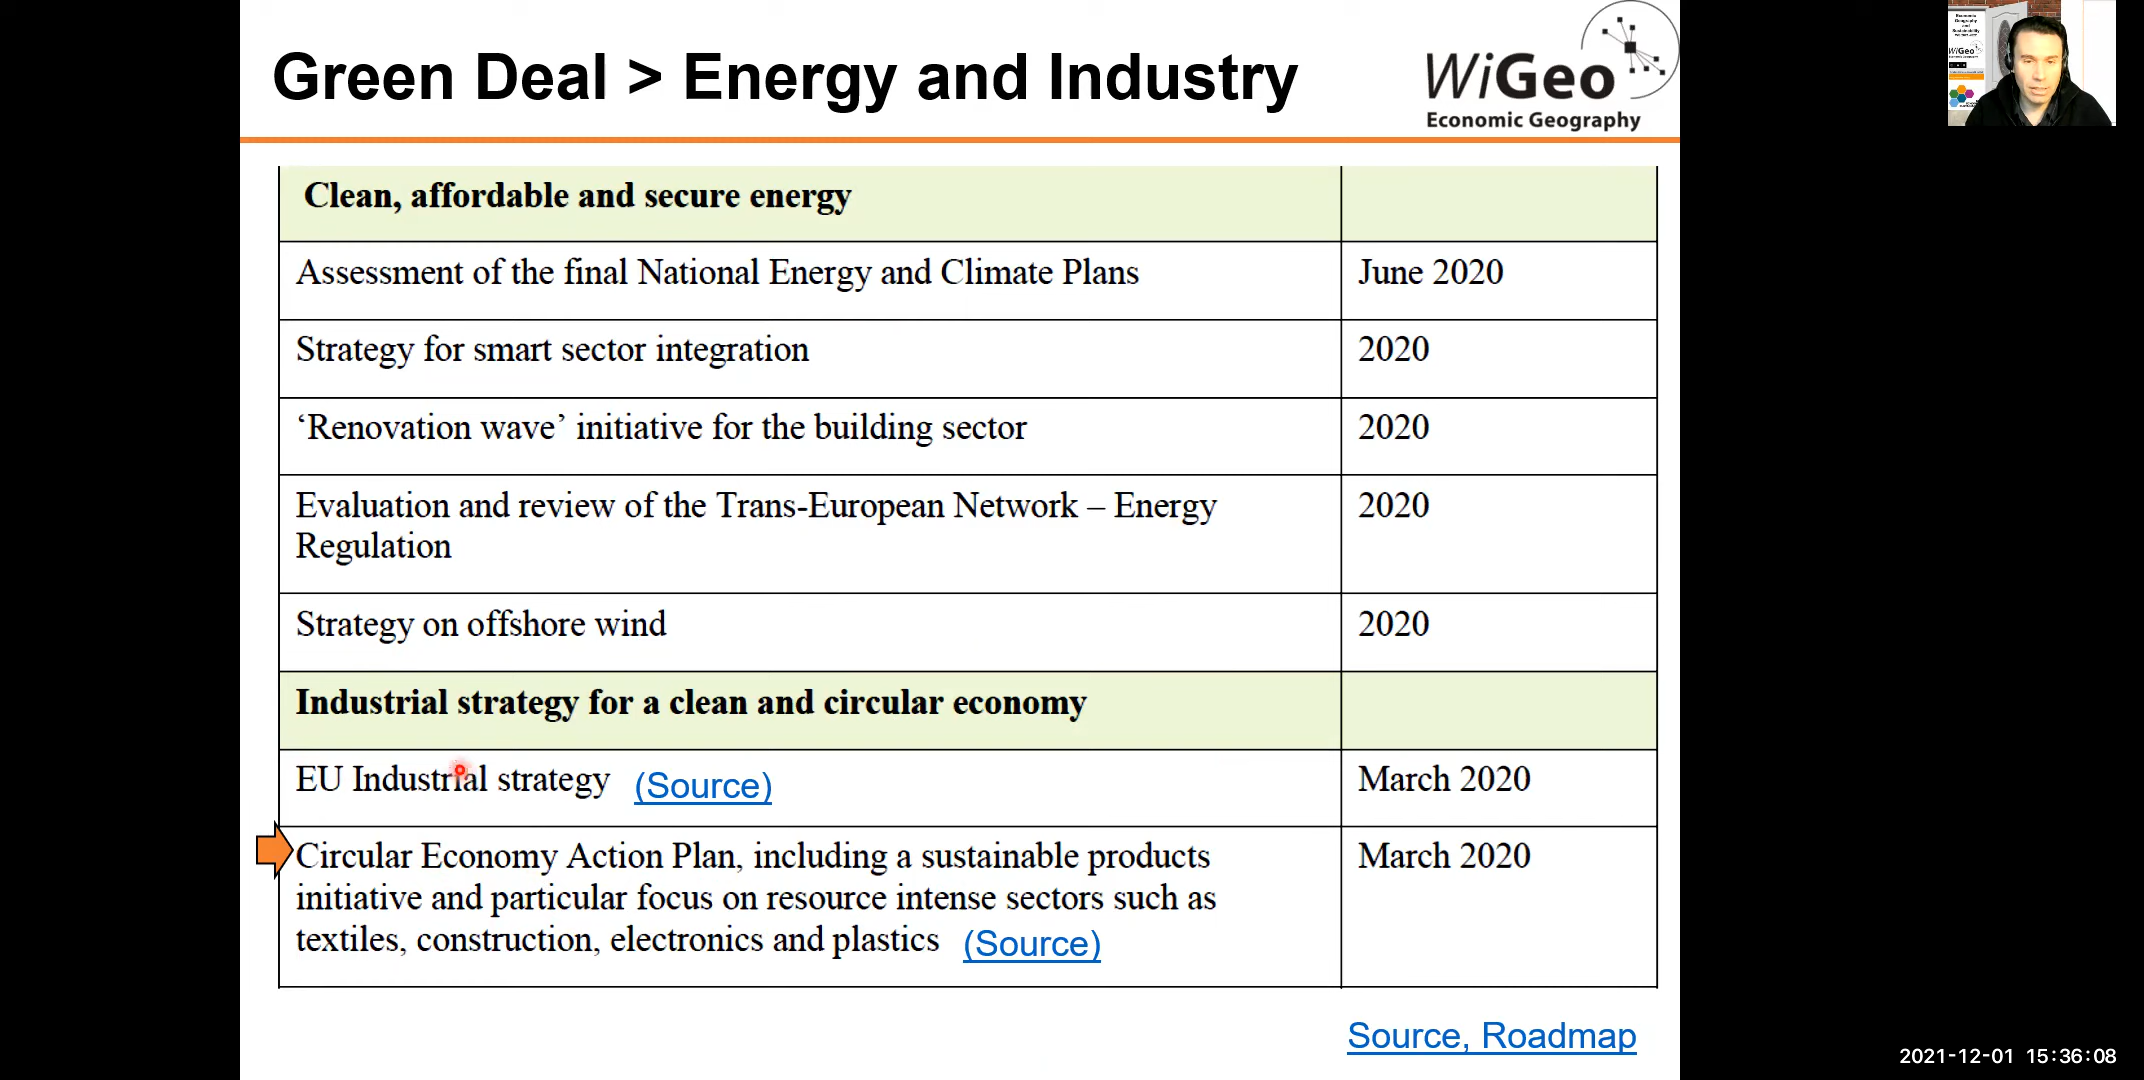 Green Deal > Energy and Industry
WiGeo
Economic Geography
Clean, affordable and secure energy
Assessment of the final National Energy and Climate Plans
June 2020
Strategy for smart sector integration
2020
‘Renovation wave’ initiative for the building sector
2020
Evaluation and review of the Trans-European Network – Energy
Regulation
2020
Strategy on offshore wind
2020
Industrial strategy for a clean and circular economy
EU Industrial strategy (Source)
March 2020
Circular Economy Action Plan, including a sustainable products
initiative and particular focus on resource intense sectors such as
textiles, construction, electronics and plastics (Source)
March 2020
Source, Roadmap
Economic
Geography
and
Sustainability
WiGeo
2021-12-01 15:36:08